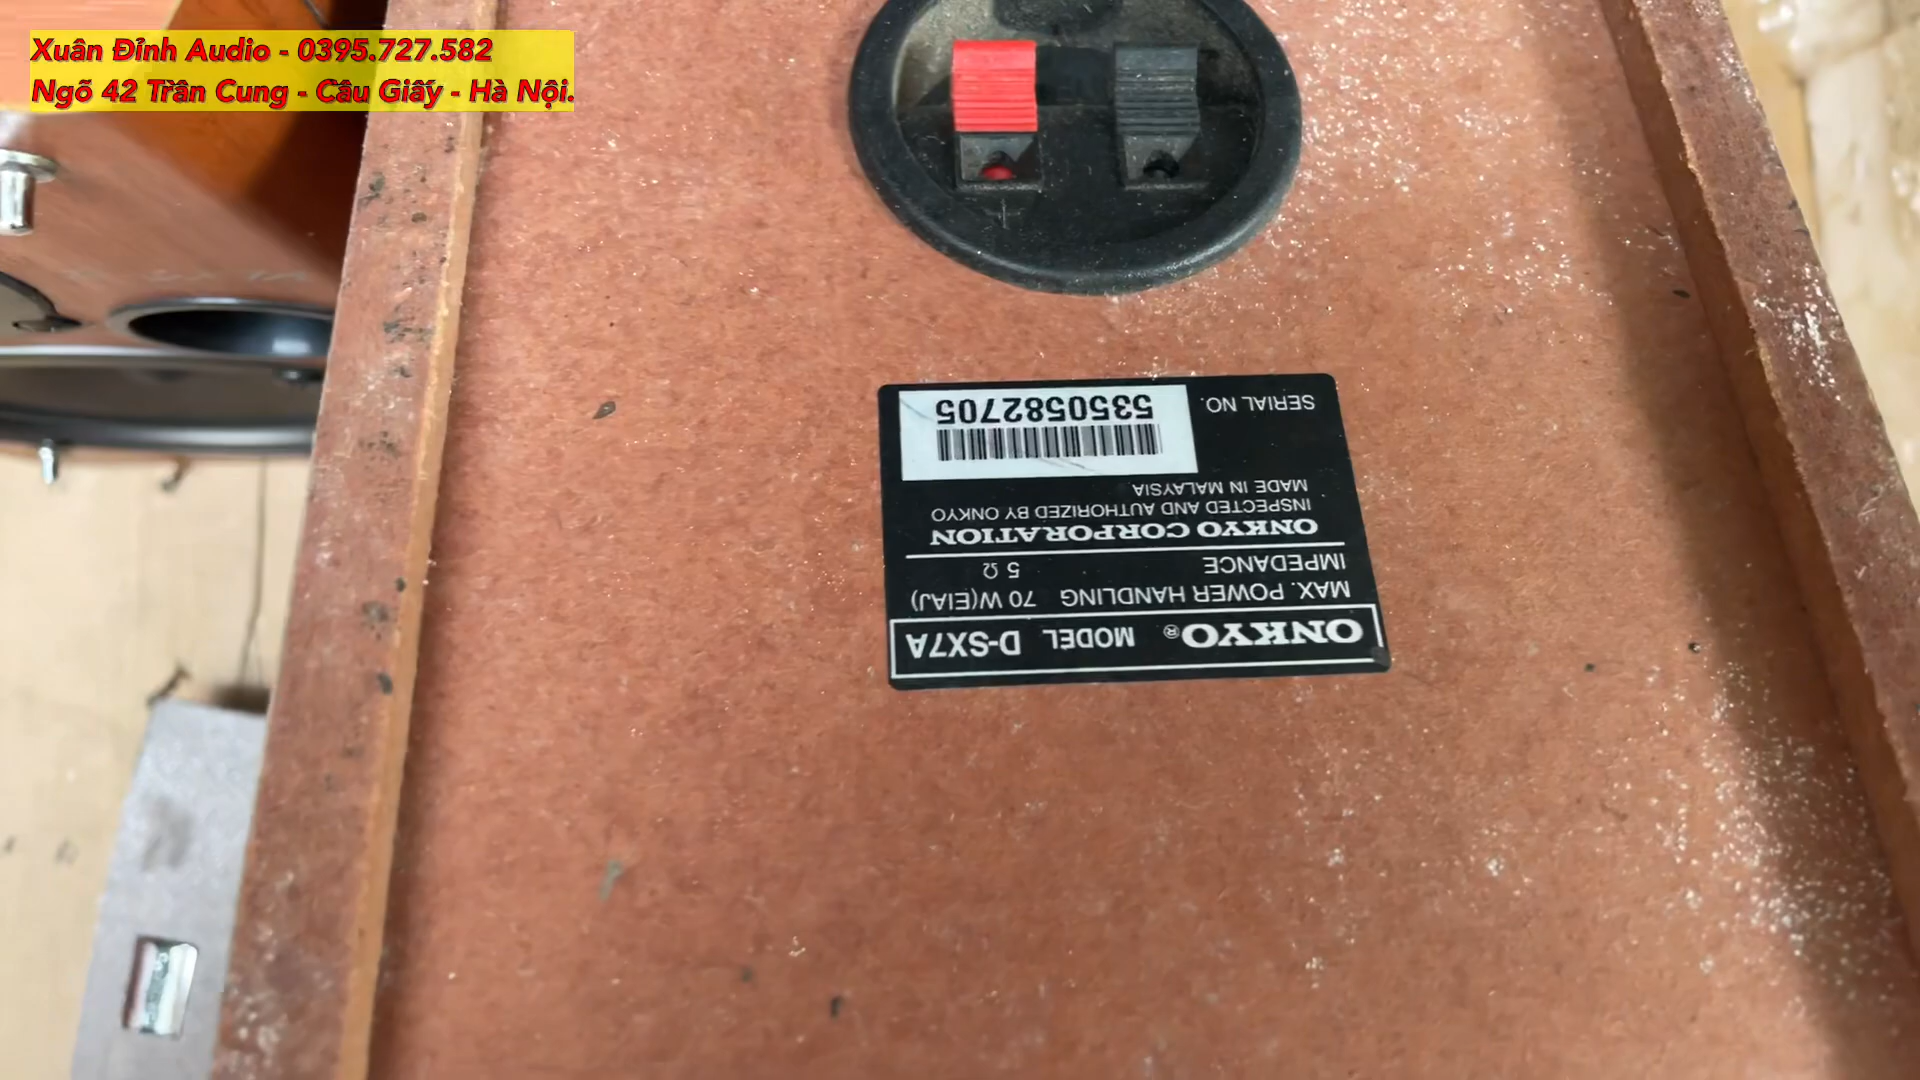 Xuân Đỉnh Audio - 0395.727.582
Ngõ 42 Trần Cung - Cầu Giấy - Hà Nội.
ONKYO® MODEL D-SX7A
MAX. POWER HANDLING 70 W(EIAJ)
IMPEDANCE 5 Ω
ONKYO CORPORATION
INSPECTED AND AUTHORIZED BY ONKYO
MADE IN MALAYSIA
SERIAL NO. 5350582705